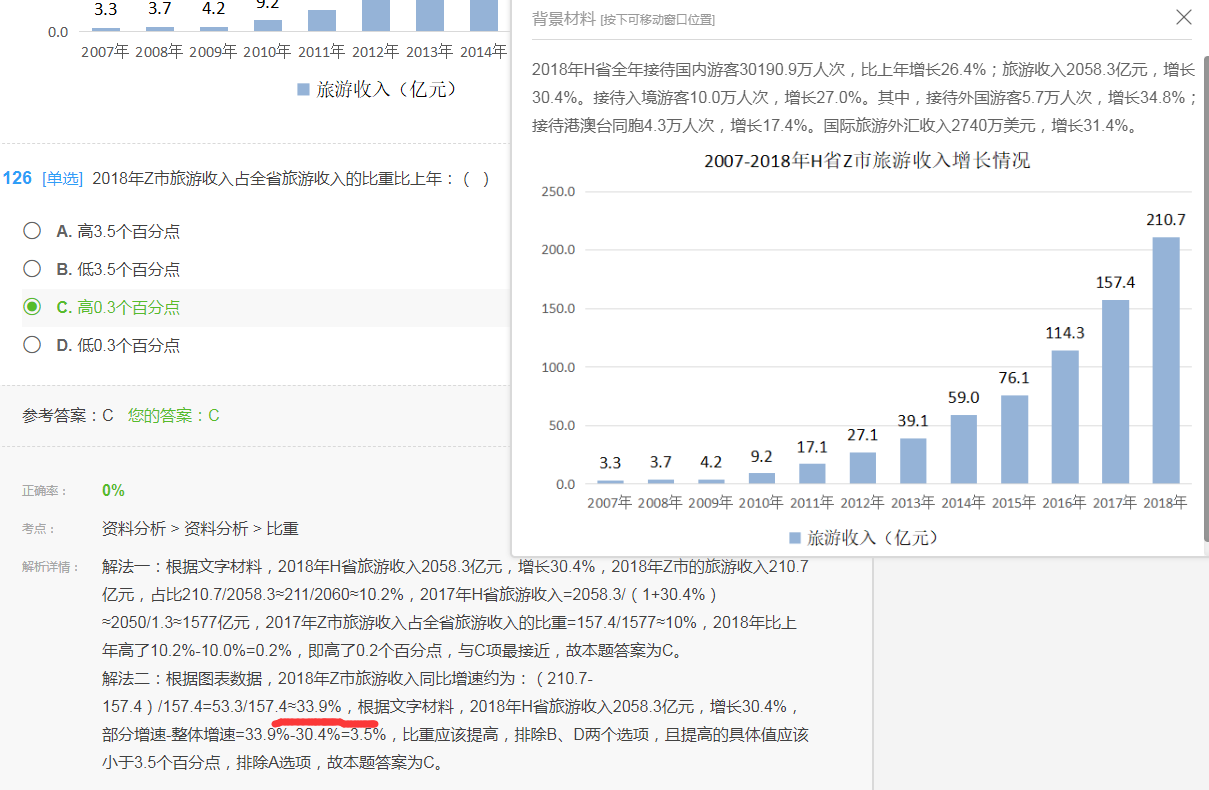 3.3 3.7 4.2 9.2
0.0
2007年 2008年 2009年 2010年 2011年 2012年 2013年 2014年
旅游收入（亿元）
126 [单选] 2018年Z市旅游收入占全省旅游收入的比重比上年：（ ）
A. 高3.5个百分点
B. 低3.5个百分点
C. 高0.3个百分点
D. 低0.3个百分点
参考答案：C 您的答案：C
正确率： 0%
考点： 资料分析 > 资料分析 > 比重
解析详情： 解法一：根据文字材料，2018年H省旅游收入2058.3亿元，增长30.4%，2018年Z市的旅游收入210.7
亿元，占比210.7/2058.3≈211/2060≈10.2%，2017年H省旅游收入=2058.3/（1+30.4%）
≈2050/1.3≈1577亿元，2017年Z市旅游收入占全省旅游收入的比重=157.4/1577≈10%，2018年比上
年高了10.2%-10.0%=0.2%，即高了0.2个百分点，与C项最接近，故本题答案为C。
解法二：根据图表数据，2018年Z市旅游收入同比增速约为：（210.7-
157.4）/157.4=53.3/157.4≈33.9%，根据文字材料，2018年H省旅游收入2058.3亿元，增长30.4%，
部分增速-整体增速=33.9%-30.4%=3.5%，比重应该提高，排除B、D两个选项，且提高的具体值应该
小于3.5个百分点，排除A选项，故本题答案为C。
背景材料 [按下可移动窗口位置]
2018年H省全年接待国内游客30190.9万人次，比上年增长26.4%；旅游收入2058.3亿元，增长
30.4%。接待入境游客10.0万人次，增长27.0%。其中，接待外国游客5.7万人次，增长34.8%；
接待港澳台同胞4.3万人次，增长17.4%。国际旅游外汇收入2740万美元，增长31.4%。
2007-2018年H省Z市旅游收入增长情况
250.0
200.0
150.0
100.0
50.0
0.0
3.3 3.7 4.2 9.2 17.1 27.1 39.1 59.0 76.1 114.3 157.4 210.7
2007年 2008年 2009年 2010年 2011年 2012年 2013年 2014年 2015年 2016年 2017年 2018年
旅游收入（亿元）